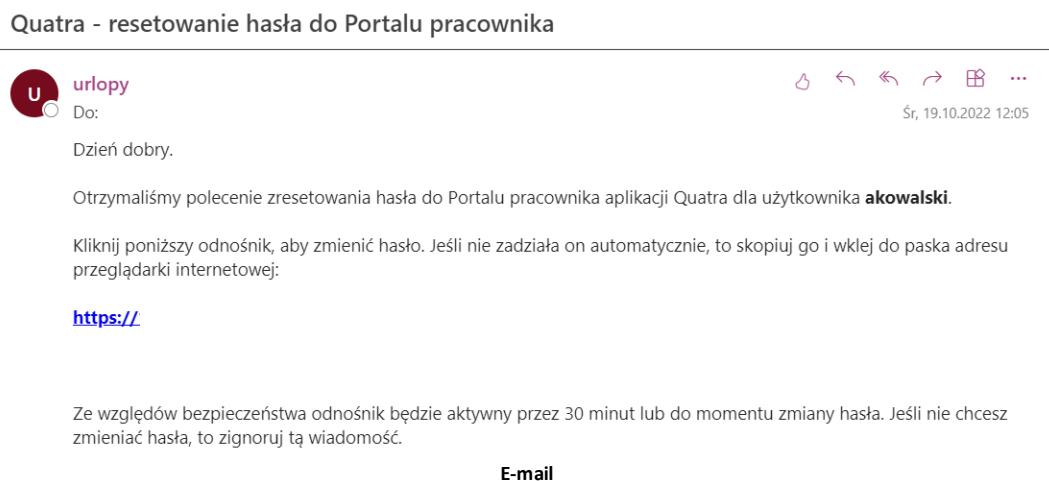 Quatra - resetowanie hasła do Portalu pracownika
U
urlopy
Do:
Śr, 19.10.2022 12:05
Dzień dobry.
Otrzymaliśmy polecenie zresetowania hasła do Portalu pracownika aplikacji Quatra dla użytkownika akowalski.
Kliknij poniższy odnośnik, aby zmienić hasło. Jeśli nie zadziała on automatycznie, to skopiuj go i wklej do paska adresu
przeglądarki internetowej:
https://
Ze względów bezpieczeństwa odnośnik będzie aktywny przez 30 minut lub do momentu zmiany hasła. Jeśli nie chcesz
zmieniać hasła, to zignoruj tą wiadomość.
E-mail